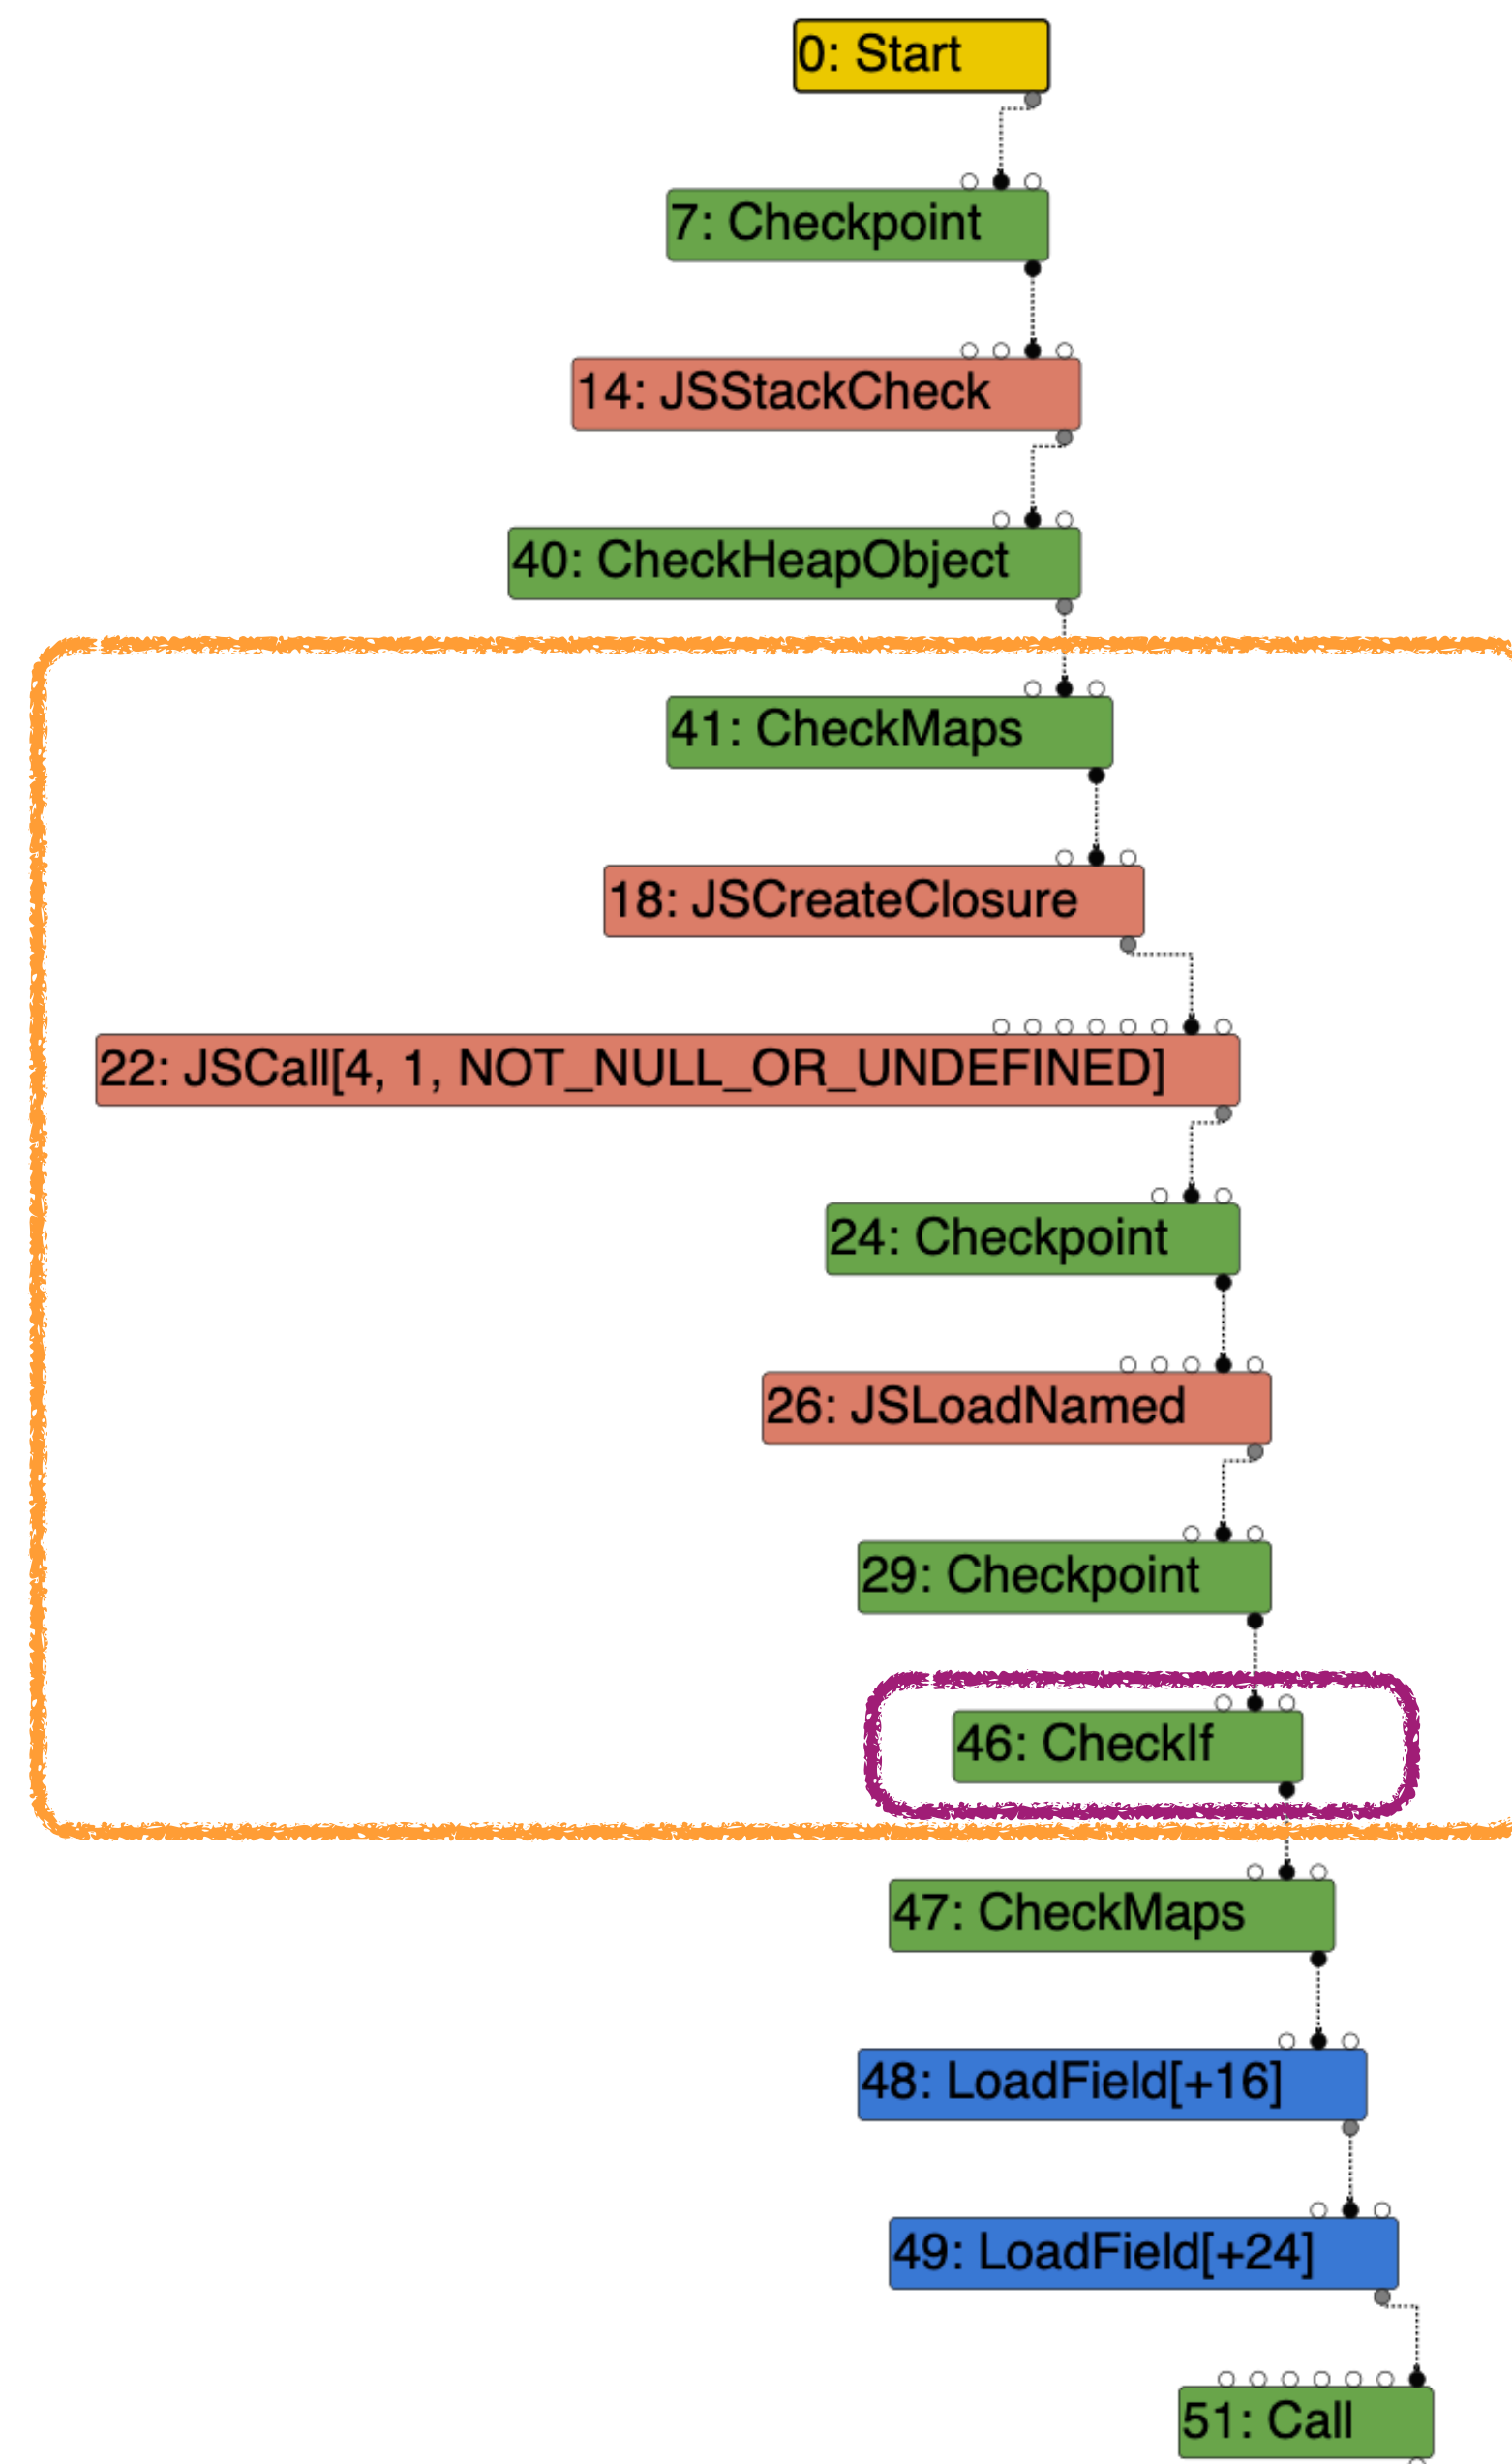 0: Start
7: Checkpoint
14: JSStackCheck
40: CheckHeapObject
41: CheckMaps
18: JSCreateClosure
22: JSCall[4, 1, NOT_NULL_OR_UNDEFINED]
24: Checkpoint
26: JSLoadNamed
29: Checkpoint
46: CheckIf
47: CheckMaps
48: LoadField[+16]
49: LoadField[+24]
51: Call